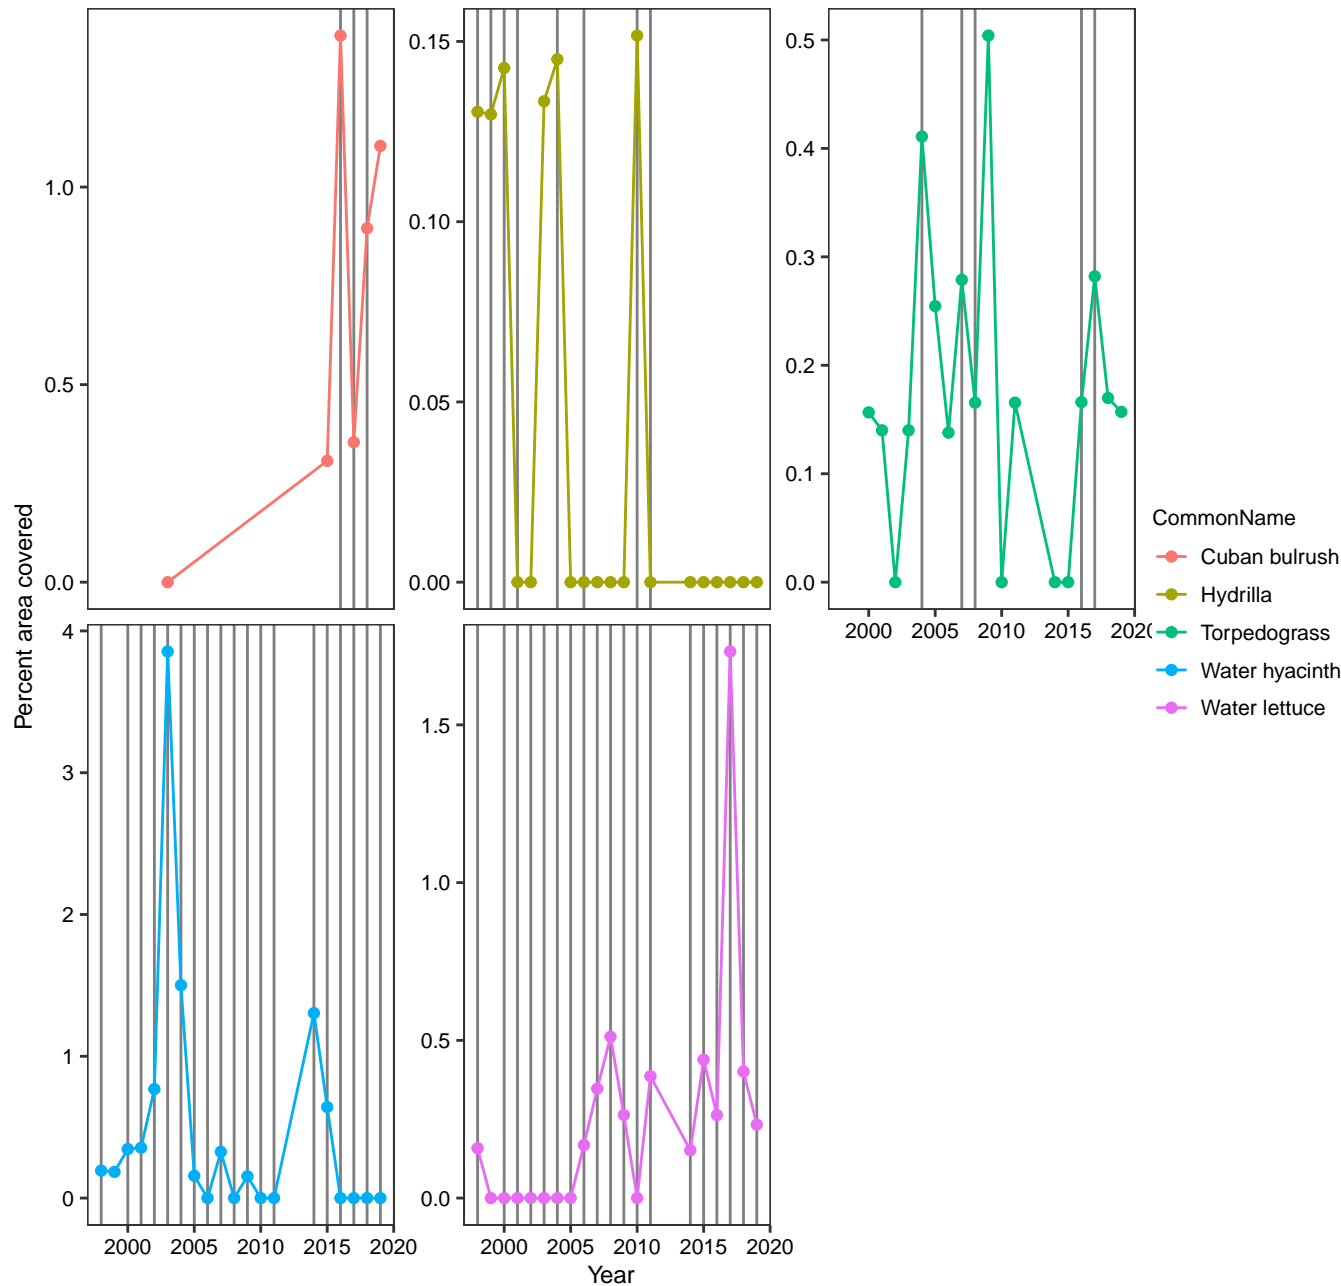 0.0
0.5
1.0
0.00
0.05
0.10
0.15
0.0
0.1
0.2
0.3
0.4
0.5
2000 2005 2010 2015 2020
CommonName
Cuban bulrush
Hydrilla
Torpedograss
Water hyacinth
Water lettuce
Percent area covered
0
1
2
3
4
2000 2005 2010 2015 2020
0.0
0.5
1.0
1.5
2000 2005 2010 2015 2020
Year